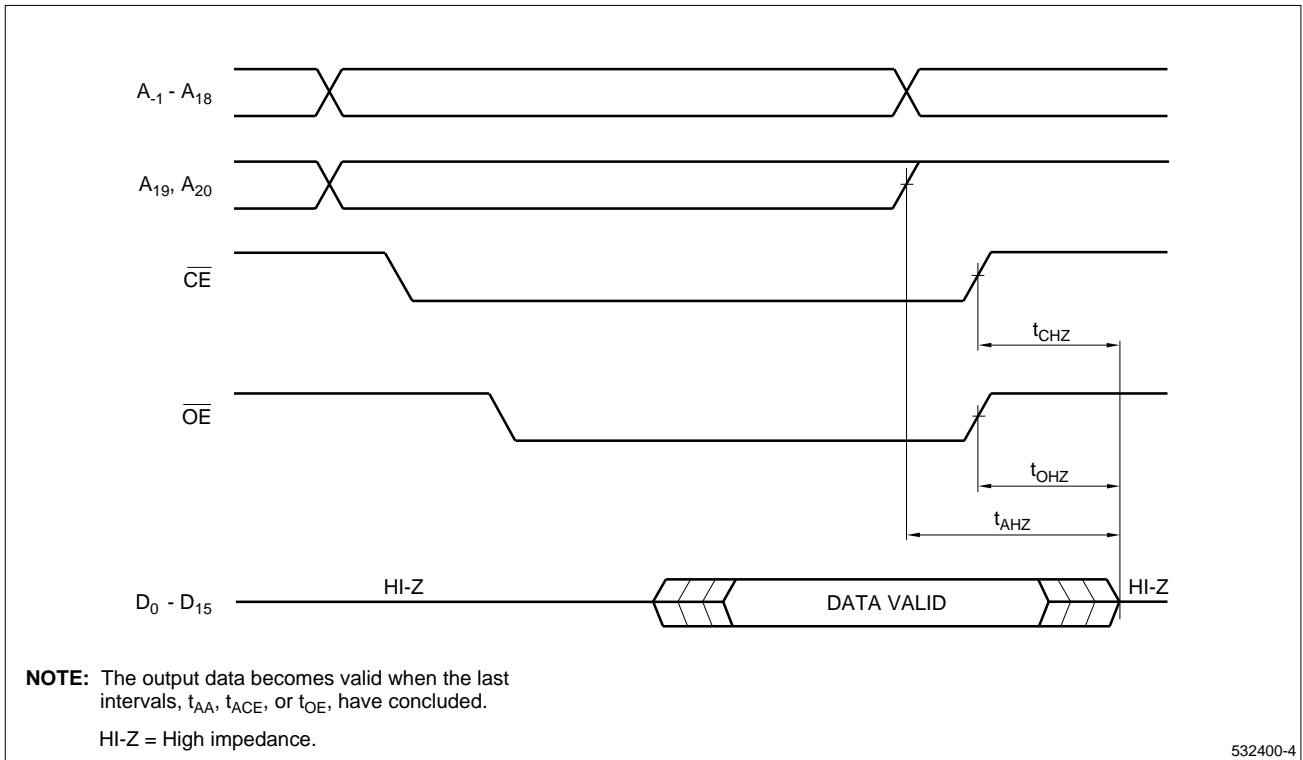 A-1 - A18
A19, A20
CE
tCHZ
OE
tOHZ
tAHZ
D0 - D15
HI-Z
DATA VALID
HI-Z
NOTE: The output data becomes valid when the last
intervals, tAA, tACE, or tOE, have concluded.
HI-Z = High impedance.
532400-4